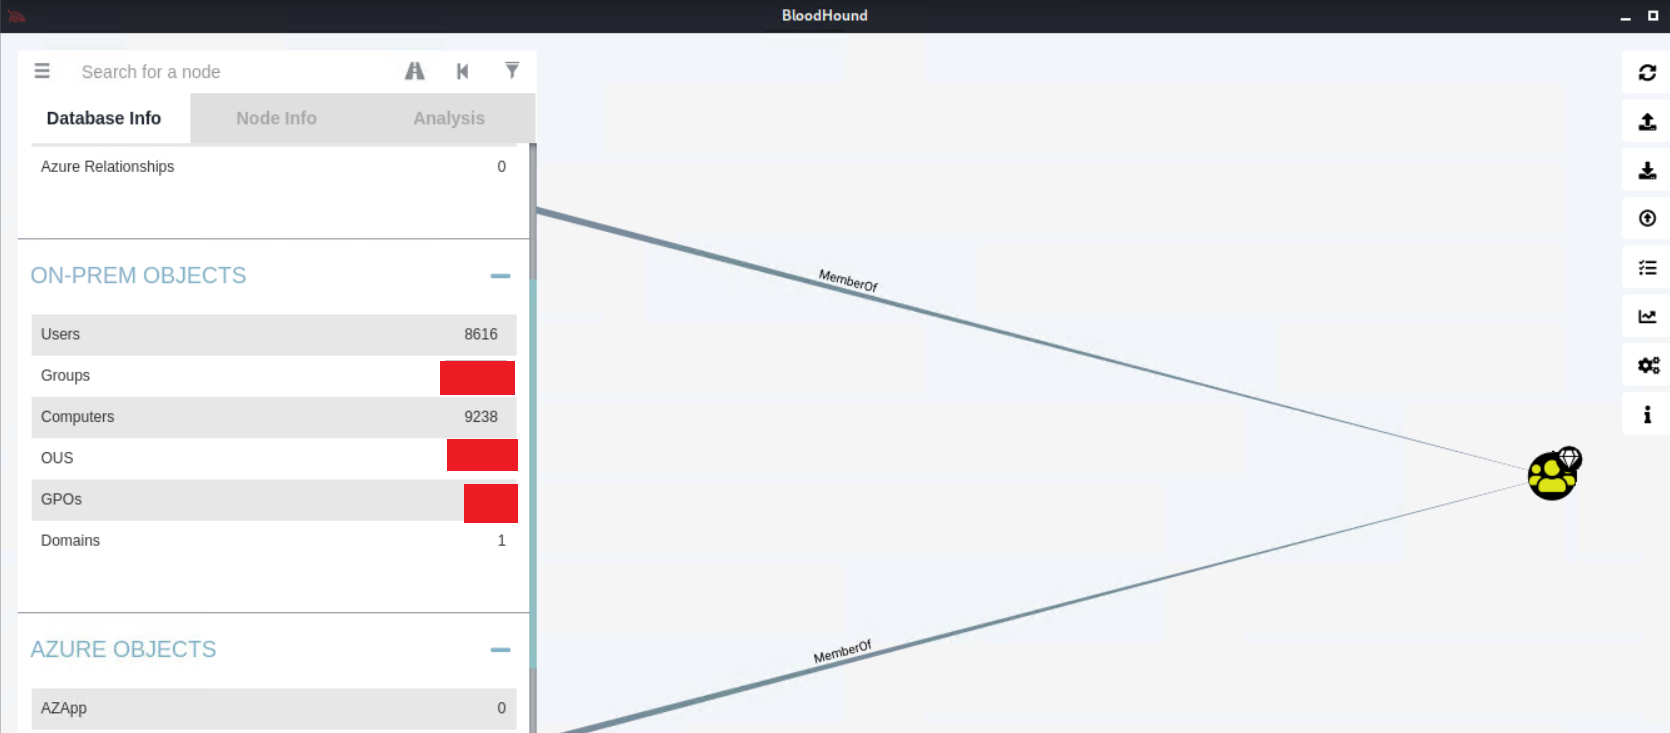 BloodHound
Search for a node
Database Info Node Info Analysis
Azure Relationships 0
ON-PREM OBJECTS
Users 8616
Groups
Computers 9238
OUS
GPOs
Domains 1
AZURE OBJECTS
AZApp 0
MemberOf
MemberOf